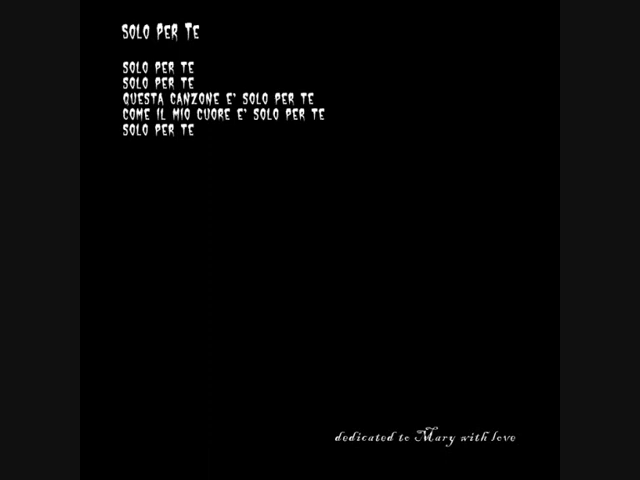 SOLO PER TE
SOLO PER TE
SOLO PER TE
QUESTA CANZONE E' SOLO PER TE
COME IL MIO CUORE E' SOLO PER TE
SOLO PER TE
dedicated to Mary with love